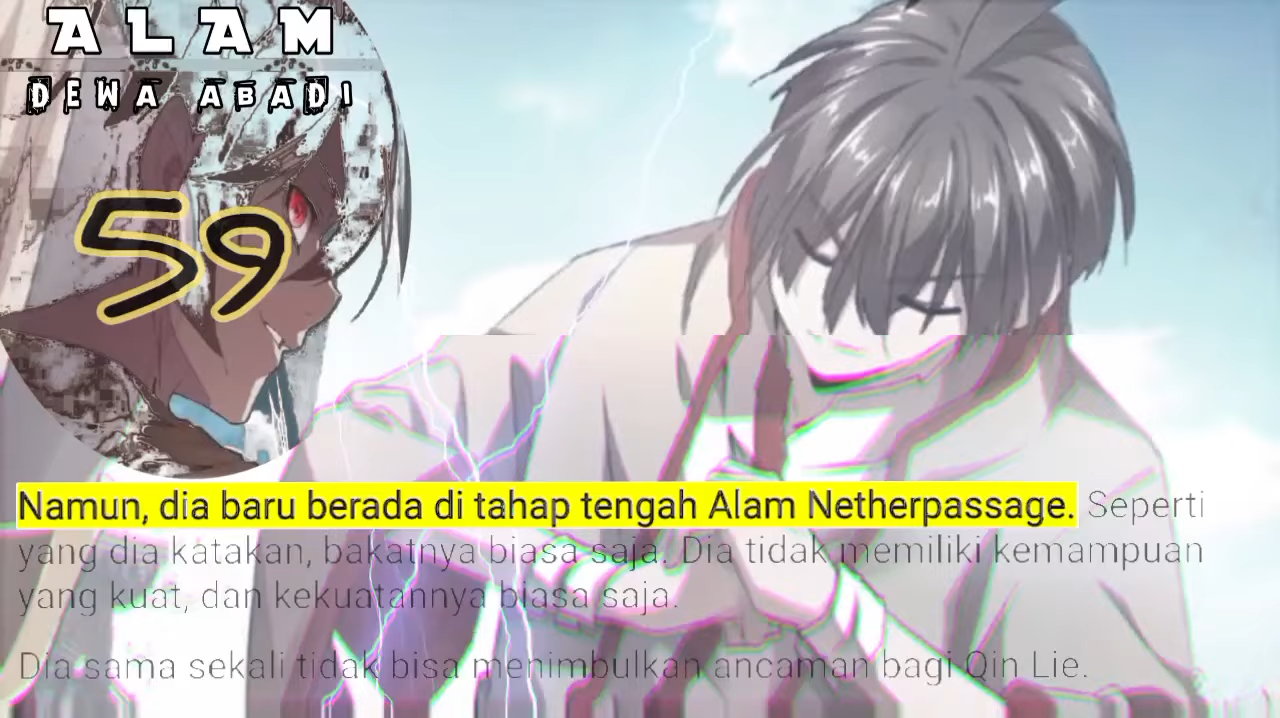 ALAM
DEWA ABADI
59
Namun, dia baru berada di tahap tengah Alam Netherpassage. Seperti
yang dia katakan, bakatnya biasa saja. Dia tidak memiliki kemampuan
yang kuat, dan kekuatannya biasa saja.
Dia sama sekali tidak bisa menimbulkan ancaman bagi Qin Lie.